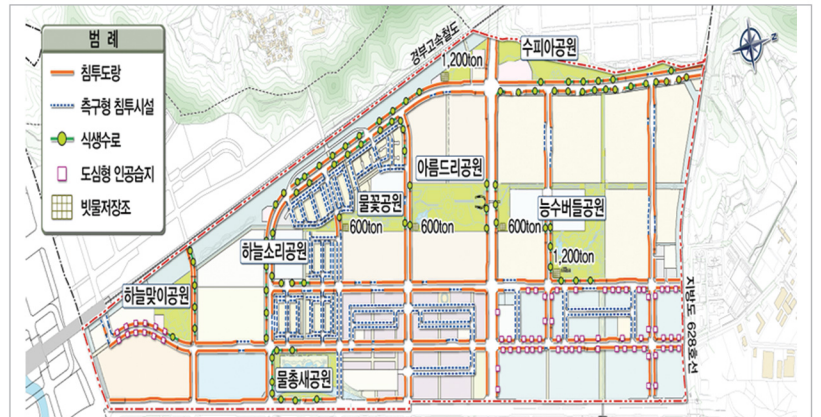 범 례
침투도랑
측구형 침투시설
식생수로
도심형 인공습지
빗물저장조
경부고속철도
1,200ton
수피아공원
아름드리공원
물꽃공원
600ton
600ton
600ton
능수버들공원
1,200ton
하늘소리공원
하늘맞이공원
물총새공원
지방도 628호선
N